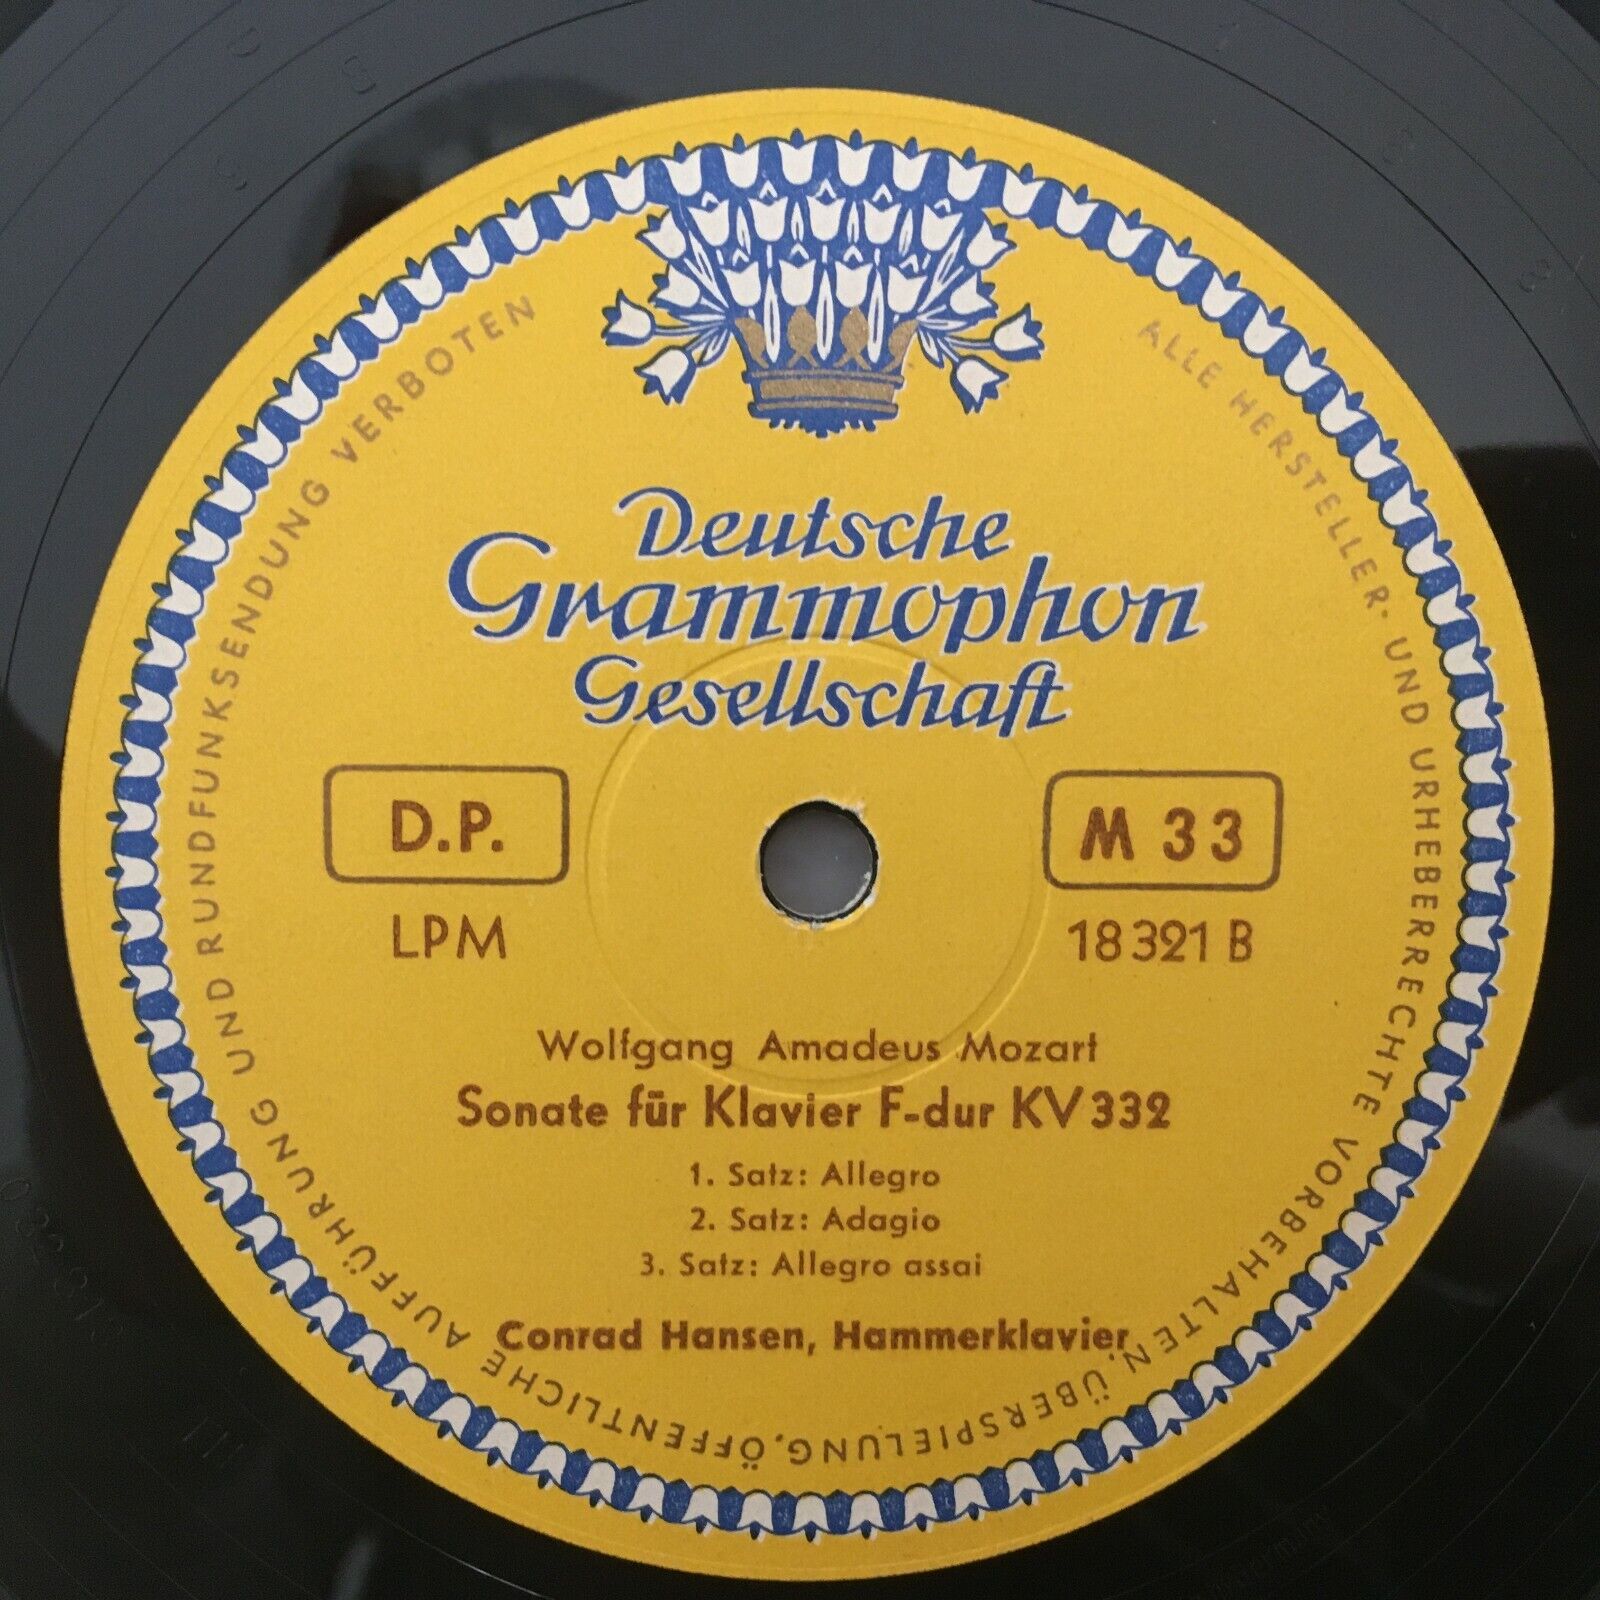 Deutsche
Grammophon
Gesellschaft
D.P.
M 33
LPM
18321 B
Wolfgang Amadeus Mozart
Sonate für Klavier F-dur KV 332
1. Satz: Allegro
2. Satz: Adagio
3. Satz: Allegro assai
Conrad Hansen, Hammerklavier
ALLE HERSTELLER- UND URHEBERRECHTE VORBEHALTEN, ÜBERSPIELUNG, ÖFFENTLICHE AUFFÜHRUNG UND RUNDFUNKSENDUNG VERBOTEN